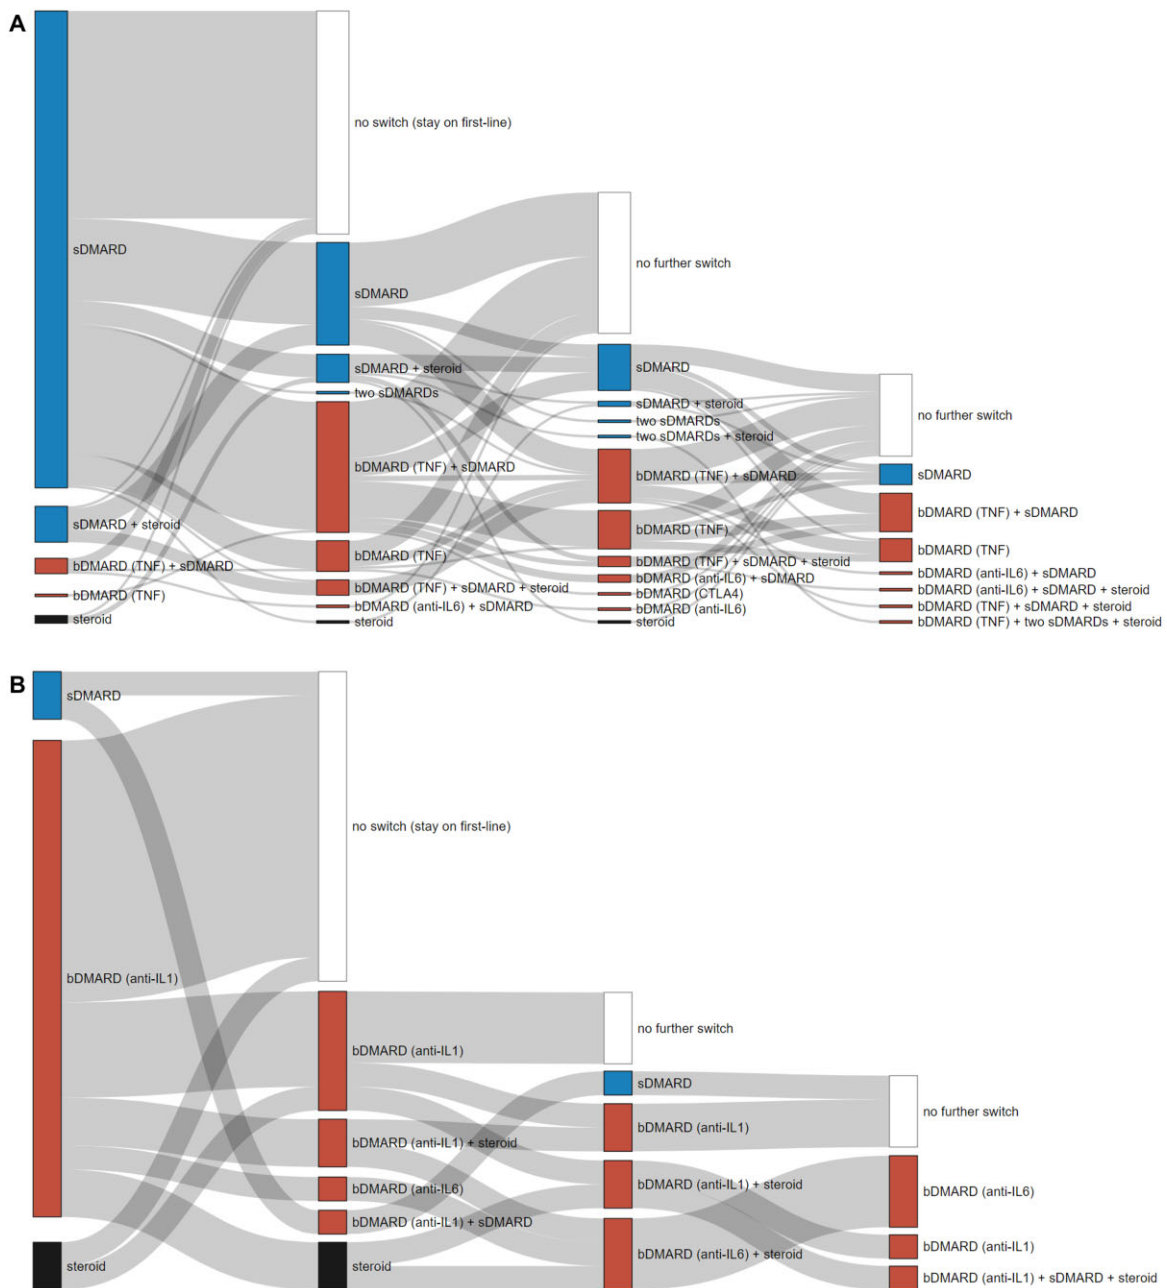 A
no switch (stay on first-line)
sDMARD
sDMARD
no further switch
sDMARD + steroid
two sDMARDs
bDMARD (TNF) + sDMARD
bDMARD (TNF)
bDMARD (TNF) + sDMARD + steroid
bDMARD (anti-IL6) + sDMARD
steroid
sDMARD + steroid
bDMARD (TNF) + sDMARD
bDMARD (TNF)
steroid
sDMARD
sDMARD + steroid
two sDMARDs
two sDMARDs + steroid
bDMARD (TNF) + sDMARD
bDMARD (TNF)
bDMARD (TNF) + sDMARD + steroid
bDMARD (anti-IL6) + sDMARD
bDMARD (CTLA4)
bDMARD (anti-IL6)
steroid
no further switch
sDMARD
bDMARD (TNF) + sDMARD
bDMARD (TNF)
bDMARD (anti-IL6) + sDMARD
bDMARD (anti-IL6) + sDMARD + steroid
bDMARD (TNF) + sDMARD + steroid
bDMARD (TNF) + two sDMARDs + steroid
B
sDMARD
bDMARD (anti-IL1)
steroid
no switch (stay on first-line)
bDMARD (anti-IL1)
bDMARD (anti-IL1) + steroid
bDMARD (anti-IL6)
bDMARD (anti-IL1) + sDMARD
steroid
no further switch
sDMARD
bDMARD (anti-IL1)
bDMARD (anti-IL1) + steroid
bDMARD (anti-IL6) + steroid
no further switch
bDMARD (anti-IL6)
bDMARD (anti-IL1)
bDMARD (anti-IL1) + sDMARD + steroid